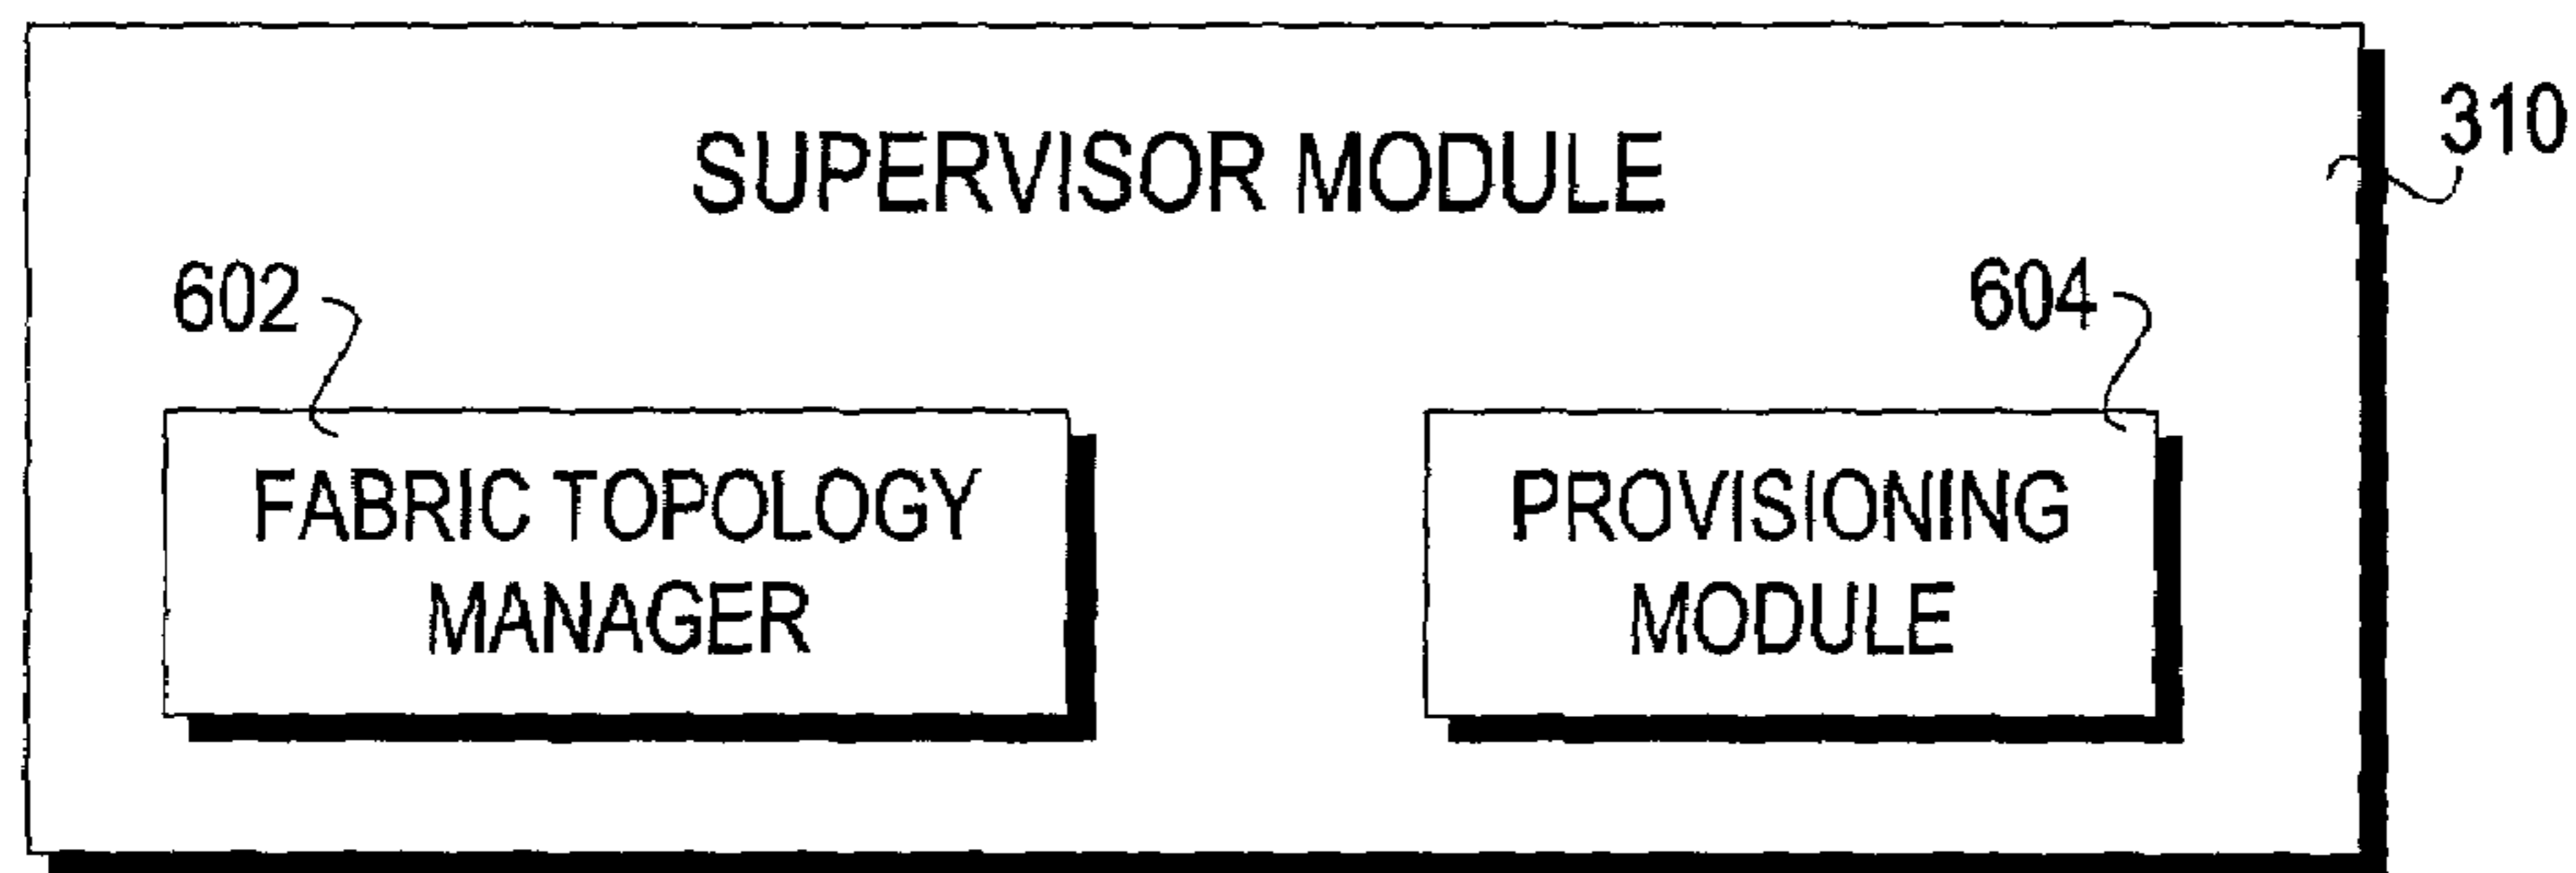 SUPERVISOR MODULE
310
602
604
FABRIC TOPOLOGY
MANAGER
PROVISIONING
MODULE